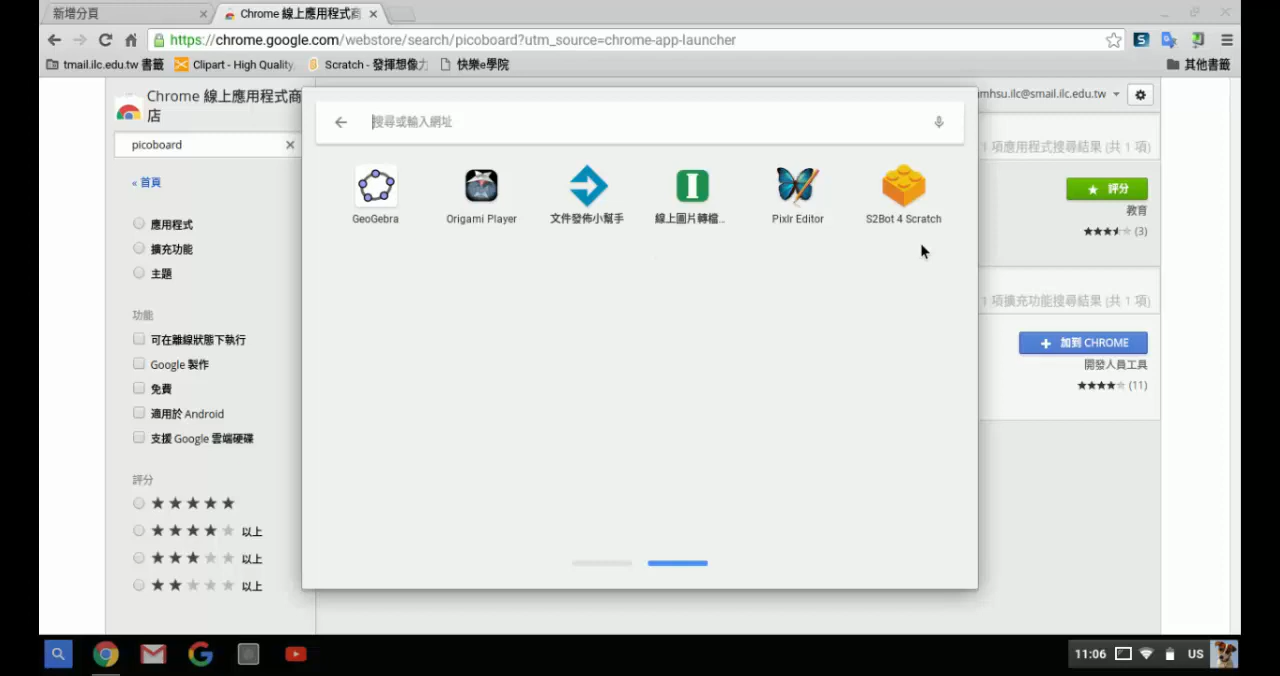 新增分頁
Chrome 線上應用程式商
https://chrome.google.com/webstore/search/picoboard?utm_source=chrome-app-launcher
tmail.ilc.edu.tw 書籤
Clipart - High Quality
Scratch - 發揮想像力
快樂e學院
其他書籤
Chrome 線上應用程式商店
mhsu.ilc@smail.ilc.edu.tw
picoboard
« 首頁
應用程式
擴充功能
主題
功能
可在離線狀態下執行
Google 製作
免費
適用於 Android
支援 Google 雲端硬碟
評分
以上
以上
以上
搜尋或輸入網址
GeoGebra
Origami Player
文件發佈小幫手
線上圖片轉檔...
Pixlr Editor
S2Bot 4 Scratch
1 項應用程式搜尋結果 (共 1 項)
評分
教育
(3)
1 項擴充功能搜尋結果 (共 1 項)
加到 CHROME
開發人員工具
(11)
11:06
US